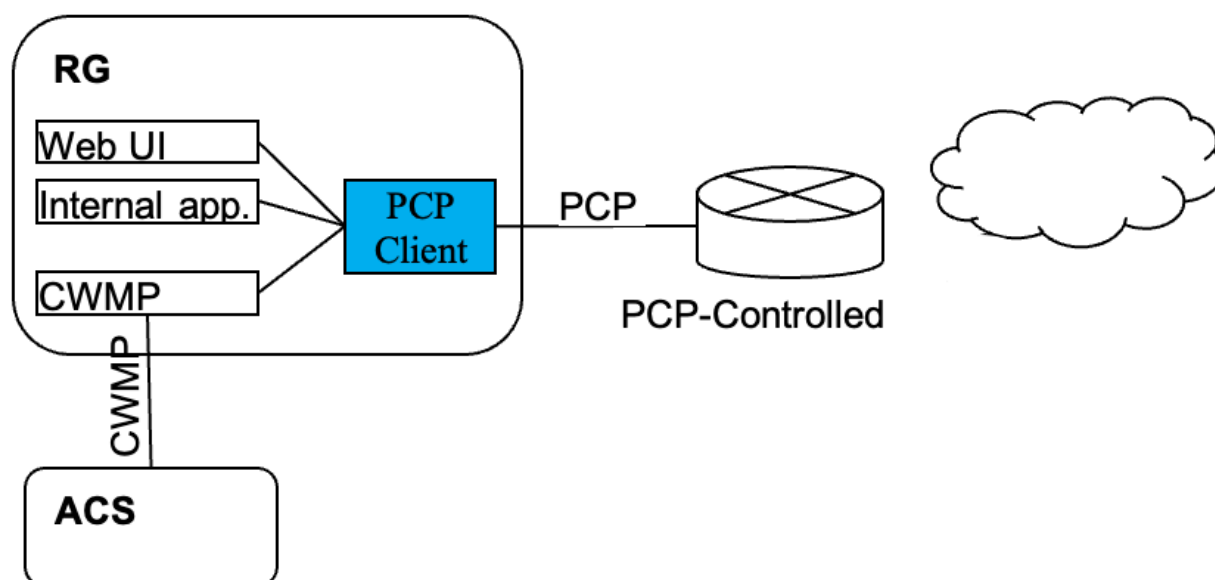 RG
Web UI
Internal app.
CWMP
PCP
Client
PCP
PCP-Controlled
CWMP
ACS